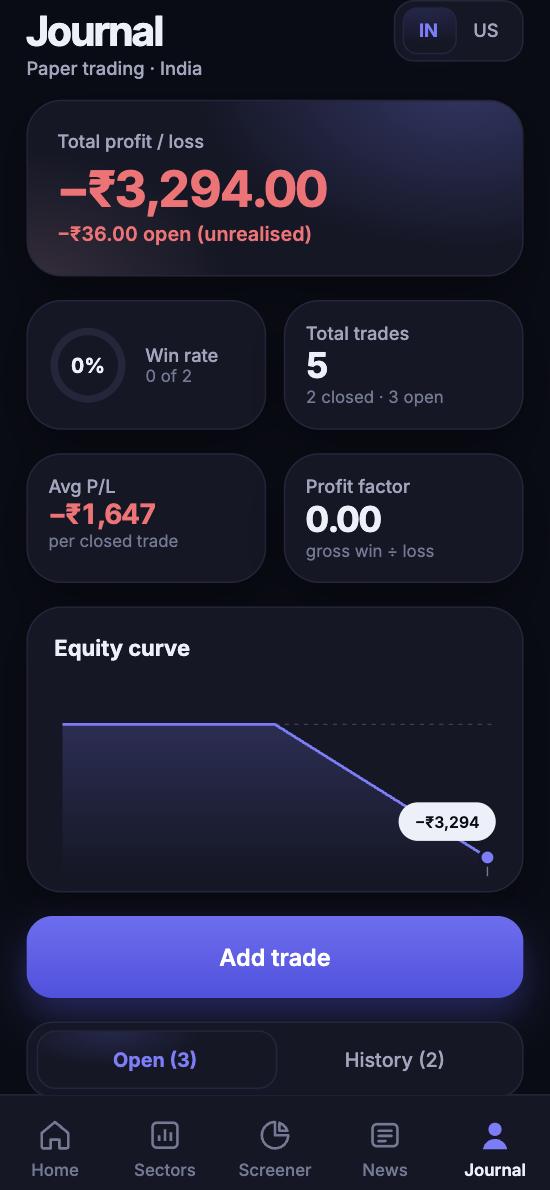 Journal
IN US
Paper trading · India
Total profit / loss
−₹3,294.00
−₹36.00 open (unrealised)
0%
Win rate
0 of 2
Total trades
5
2 closed · 3 open
Avg P/L
−₹1,647
per closed trade
Profit factor
0.00
gross win ÷ loss
Equity curve
−₹3,294
Add trade
Open (3) History (2)
Home Sectors Screener News Journal